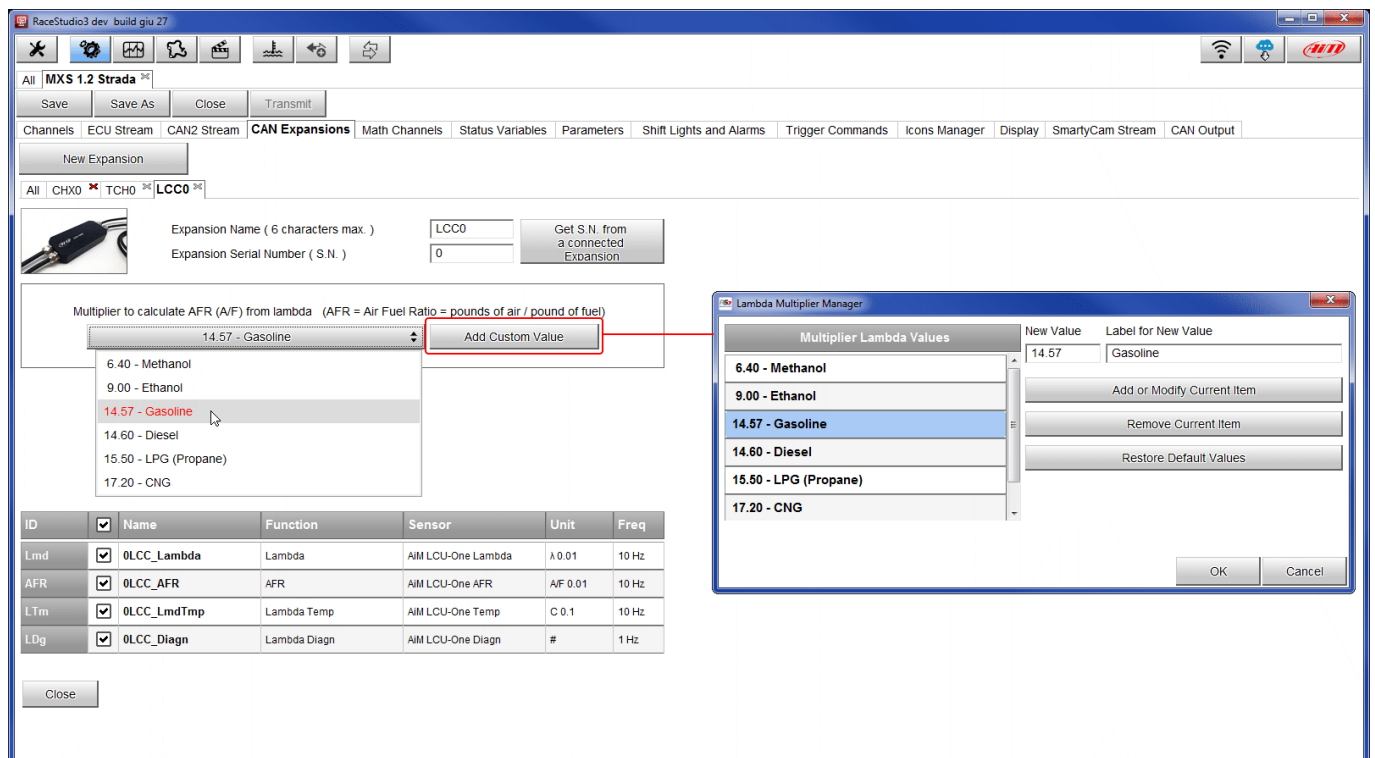 RaceStudio3 dev build giu 27
AiM
All MXS 1.2 Strada
Save Save As Close Transmit
Channels ECU Stream CAN2 Stream CAN Expansions Math Channels Status Variables Parameters Shift Lights and Alarms Trigger Commands Icons Manager Display SmartyCam Stream CAN Output
New Expansion
All CHX0 TCH0 LCC0
Expansion Name ( 6 characters max. ) LCC0
Expansion Serial Number ( S.N. ) 0
Get S.N. from
a connected
Expansion
Multiplier to calculate AFR (A/F) from lambda (AFR = Air Fuel Ratio = pounds of air / pound of fuel)
14.57 - Gasoline Add Custom Value
6.40 - Methanol
9.00 - Ethanol
14.57 - Gasoline
14.60 - Diesel
15.50 - LPG (Propane)
17.20 - CNG
Lambda Multiplier Manager
Multiplier Lambda Values
6.40 - Methanol
9.00 - Ethanol
14.57 - Gasoline
14.60 - Diesel
15.50 - LPG (Propane)
17.20 - CNG
New Value Label for New Value
14.57 Gasoline
Add or Modify Current Item
Remove Current Item
Restore Default Values
OK Cancel
ID Name Function Sensor Unit Freq
Lmd 0LCC_Lambda Lambda AiM LCU-One Lambda λ 0.01 10 Hz
AFR 0LCC_AFR AFR AiM LCU-One AFR A/F 0.01 10 Hz
LTm 0LCC_LmdTmp Lambda Temp AiM LCU-One Temp C 0.1 10 Hz
LDg 0LCC_Diagn Lambda Diagn AiM LCU-One Diagn # 1 Hz
Close